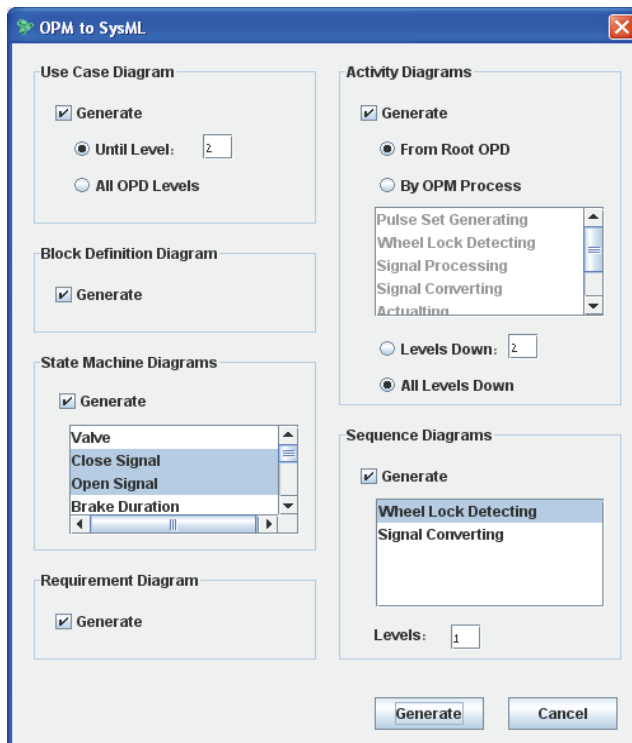 OPM to SysML
Use Case Diagram
Generate
Until Level: 2
All OPD Levels
Block Definition Diagram
Generate
State Machine Diagrams
Generate
Valve
Close Signal
Open Signal
Brake Duration
Requirement Diagram
Generate
Activity Diagrams
Generate
From Root OPD
By OPM Process
Pulse Set Generating
Wheel Lock Detecting
Signal Processing
Signal Converting
Actualting
Levels Down: 2
All Levels Down
Sequence Diagrams
Generate
Wheel Lock Detecting
Signal Converting
Levels: 1
Generate
Cancel